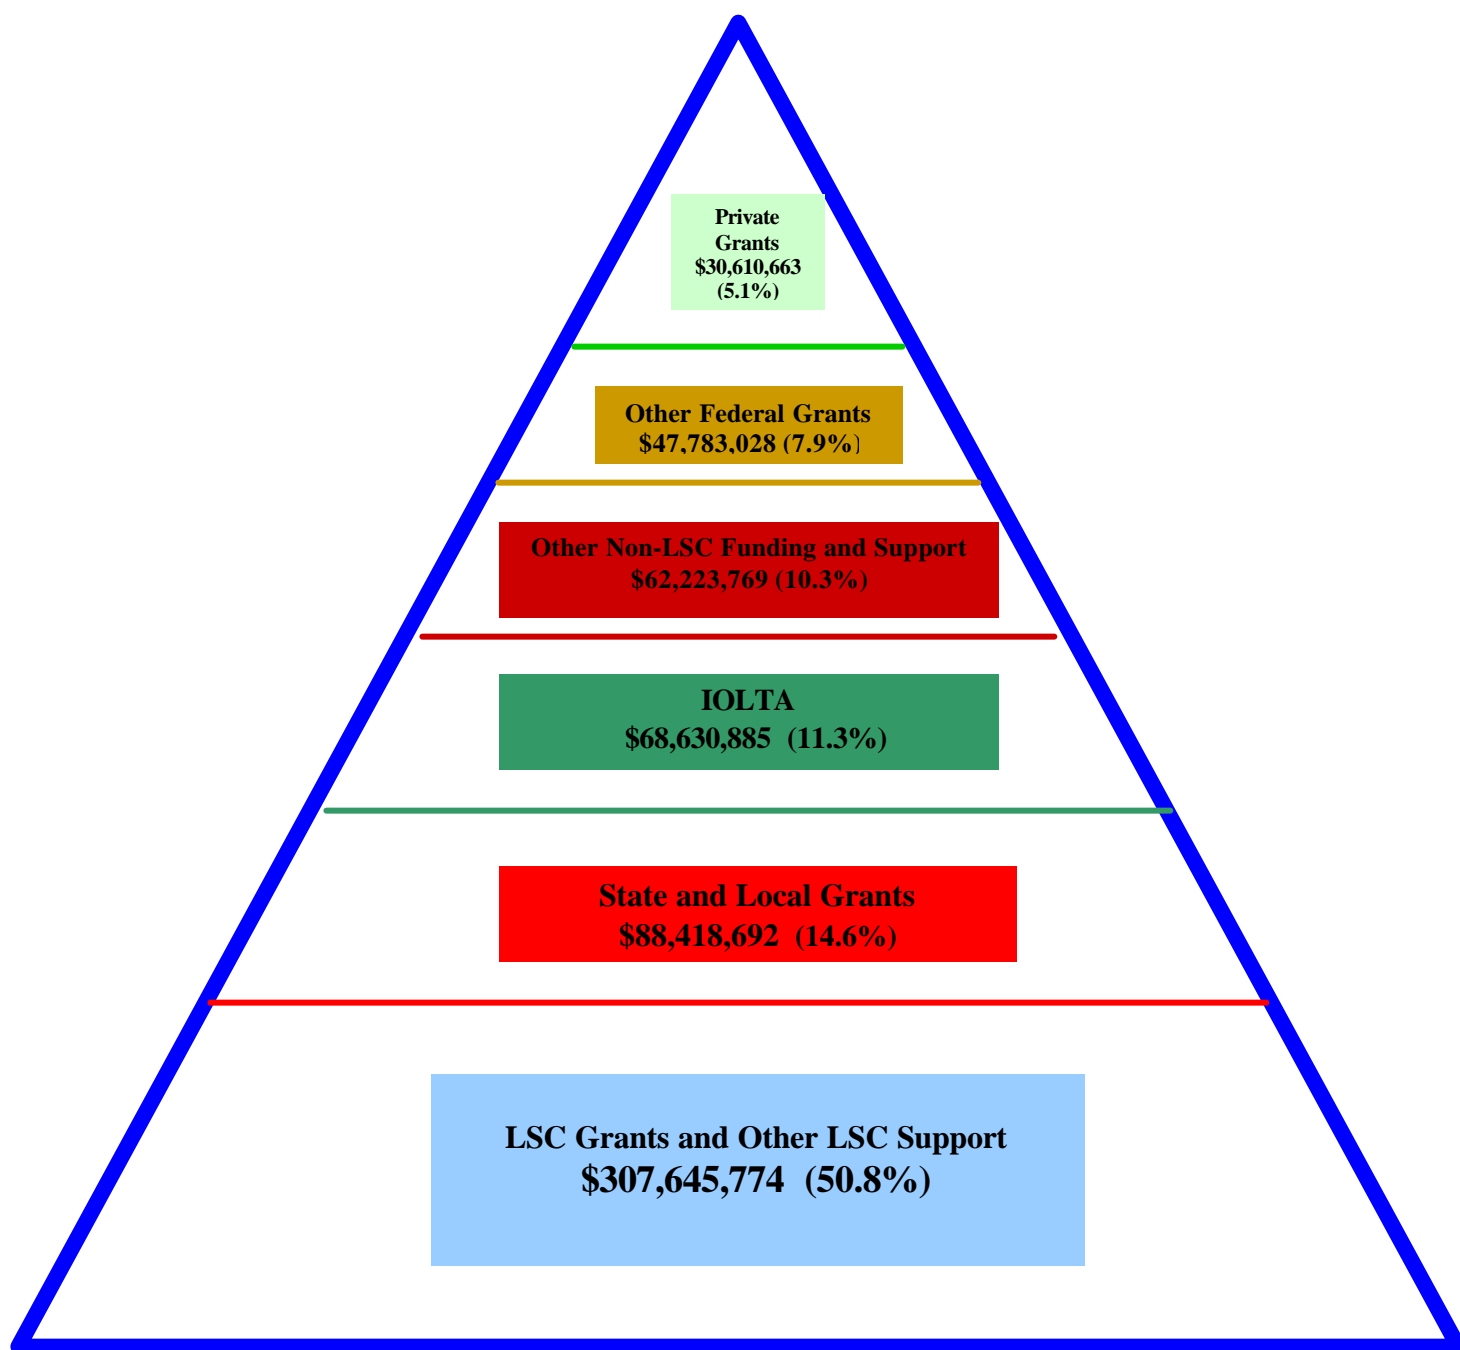 Private
Grants
$30,610,663
(5.1%)
Other Federal Grants
$47,783,028 (7.9%)
Other Non-LSC Funding and Support
$62,223,769 (10.3%)
IOLTA
$68,630,885 (11.3%)
State and Local Grants
$88,418,692 (14.6%)
LSC Grants and Other LSC Support
$307,645,774 (50.8%)